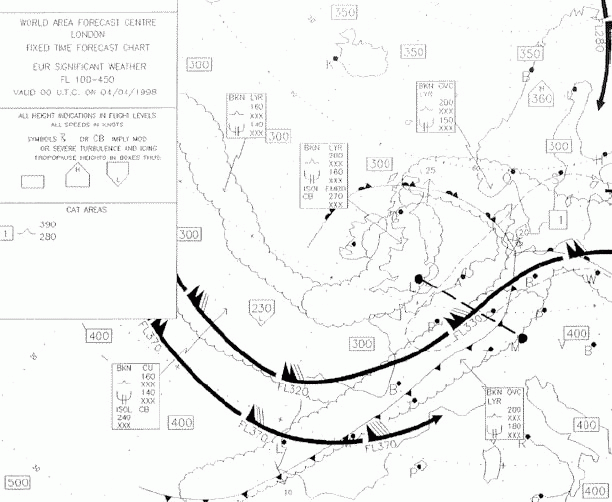 WORLD AREA FORECAST CENTRE
LONDON
FIXED TIME FORECAST CHART
EUR SIGNIFICANT WEATHER
FL 100-450
VALID 00 U.T.C. ON 04/04/1998
ALL HEIGHT INDICATIONS IN FLIGHT LEVELS
ALL SPEEDS IN KNOTS
SYMBOLS OR CB IMPLY MOD
OR SEVERE TURBULENCE AND ICING
TROPOPAUSE HEIGHTS IN BOXES THUS:
H
L
CAT AREAS
1
390
280
350
350
350
300
K
B
FL280
H
360
BKN LYR
160
XXX
140
XXX
300
BKN OVC
LYR
200
XXX
150
XXX
BKN LYR
200
XXX
160
XXX
ISOL EMBD
CB 270
XXX
300
25
300
1
300
230
L
300
FL330
M
400
B
W
400
FL370
BKN CU
160
XXX
140
XXX
ISOL CB
240
XXX
400
FL320
FL370
FL370
B
L
BKN OVC
LYR
200
XXX
180
XXX
400
R
500
10
400